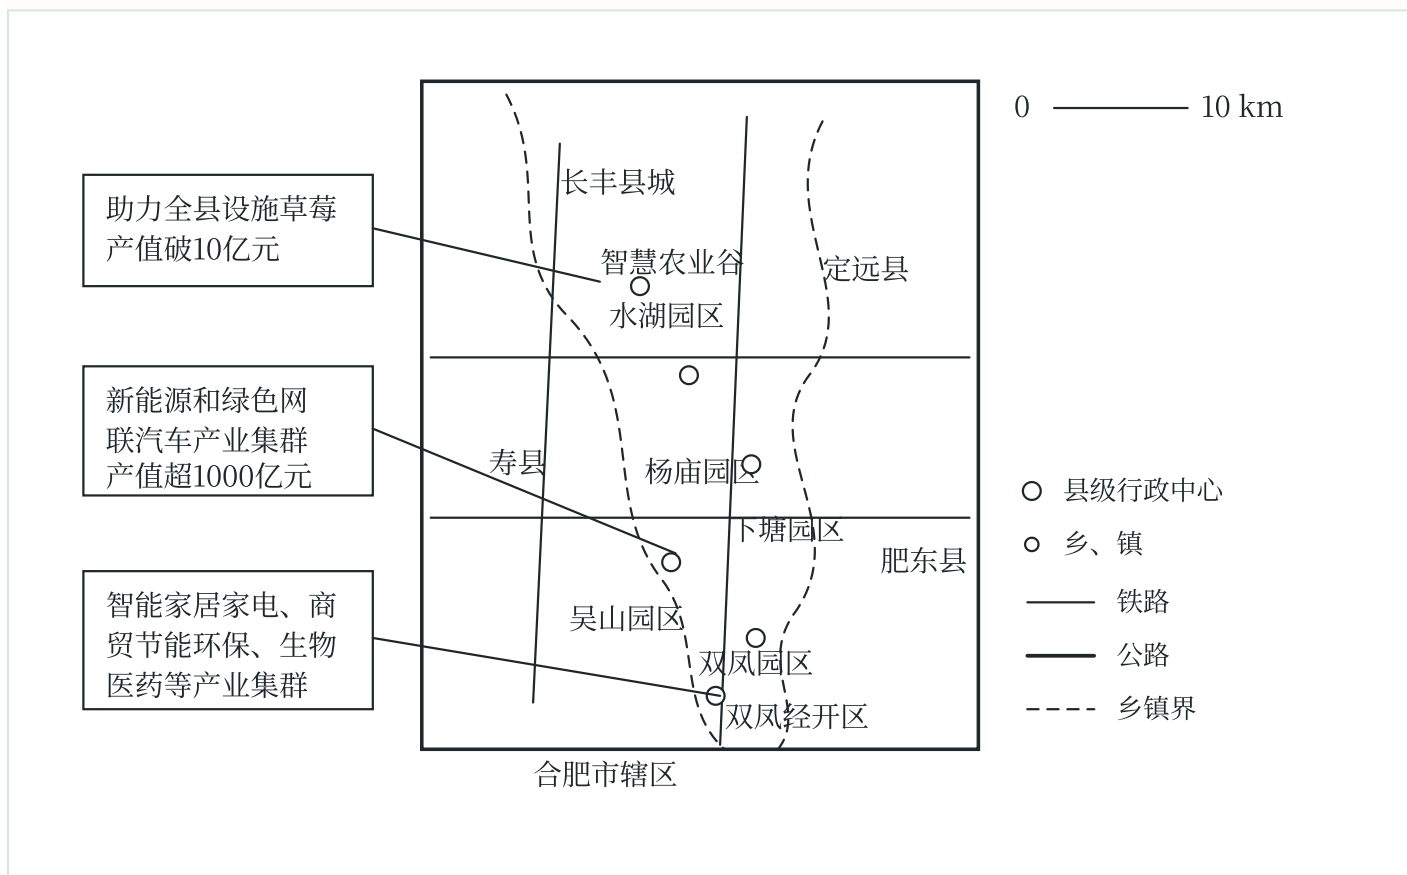 0
10 km
长丰县城
助力全县设施草莓
产值破10亿元
智慧农业谷
定远县
水湖园区
新能源和绿色网
联汽车产业集群
产值超1000亿元
寿县
杨庙园区
下塘园区
肥东县
县级行政中心
乡、镇
铁路
公路
乡镇界
智能家居家电、商
贸节能环保、生物
医药等产业集群
吴山园区
双凤园区
双凤经开区
合肥市辖区